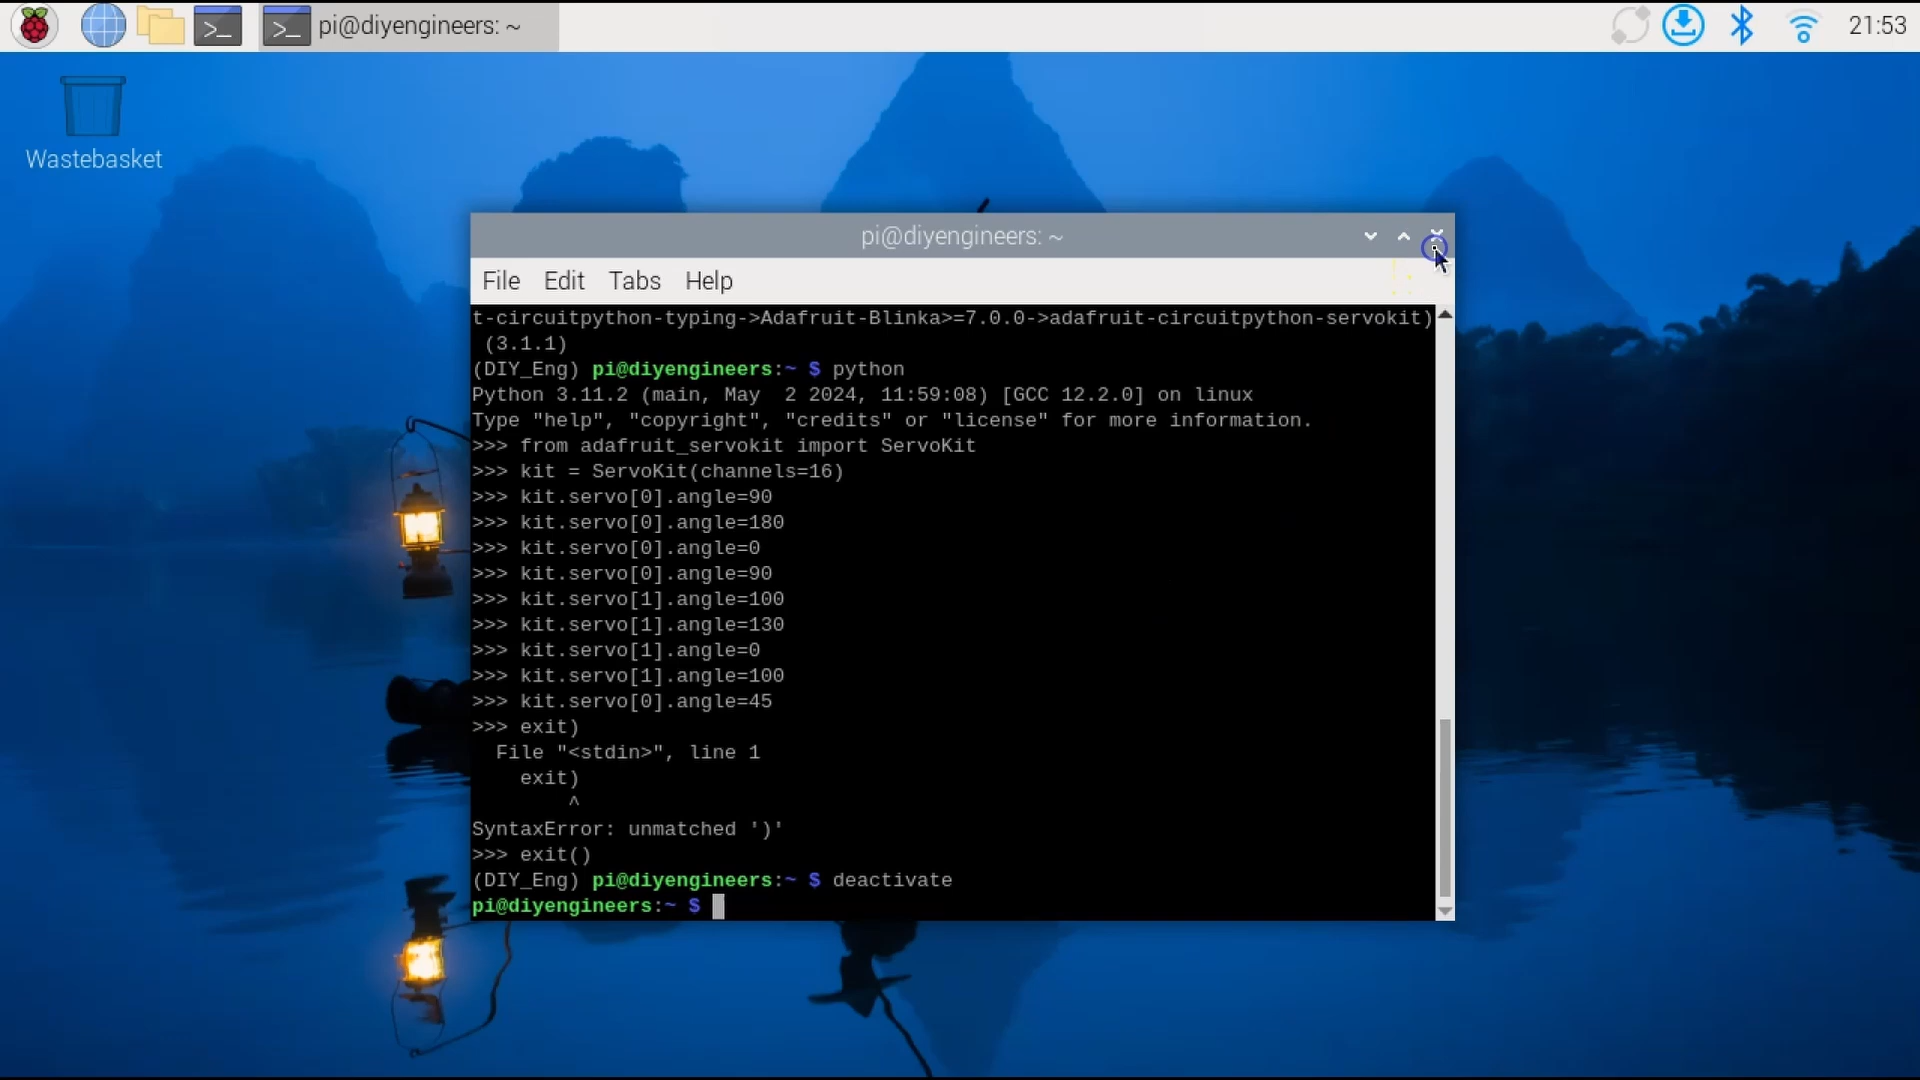 pi@diyengineers: ~
21:53
Wastebasket
pi@diyengineers: ~
File Edit Tabs Help
t-circuitpython-typing->Adafruit-Blinka>=7.0.0->adafruit-circuitpython-servokit)
(3.1.1)
(DIY_Eng) pi@diyengineers:~ $ python
Python 3.11.2 (main, May  2 2024, 11:59:08) [GCC 12.2.0] on linux
Type "help", "copyright", "credits" or "license" for more information.
>>> from adafruit_servokit import ServoKit
>>> kit = ServoKit(channels=16)
>>> kit.servo[0].angle=90
>>> kit.servo[0].angle=180
>>> kit.servo[0].angle=0
>>> kit.servo[0].angle=90
>>> kit.servo[1].angle=100
>>> kit.servo[1].angle=130
>>> kit.servo[1].angle=0
>>> kit.servo[1].angle=100
>>> kit.servo[0].angle=45
>>> exit)
File "<stdin>", line 1
exit)
^
SyntaxError: unmatched ')'
>>> exit()
(DIY_Eng) pi@diyengineers:~ $ deactivate
pi@diyengineers:~ $